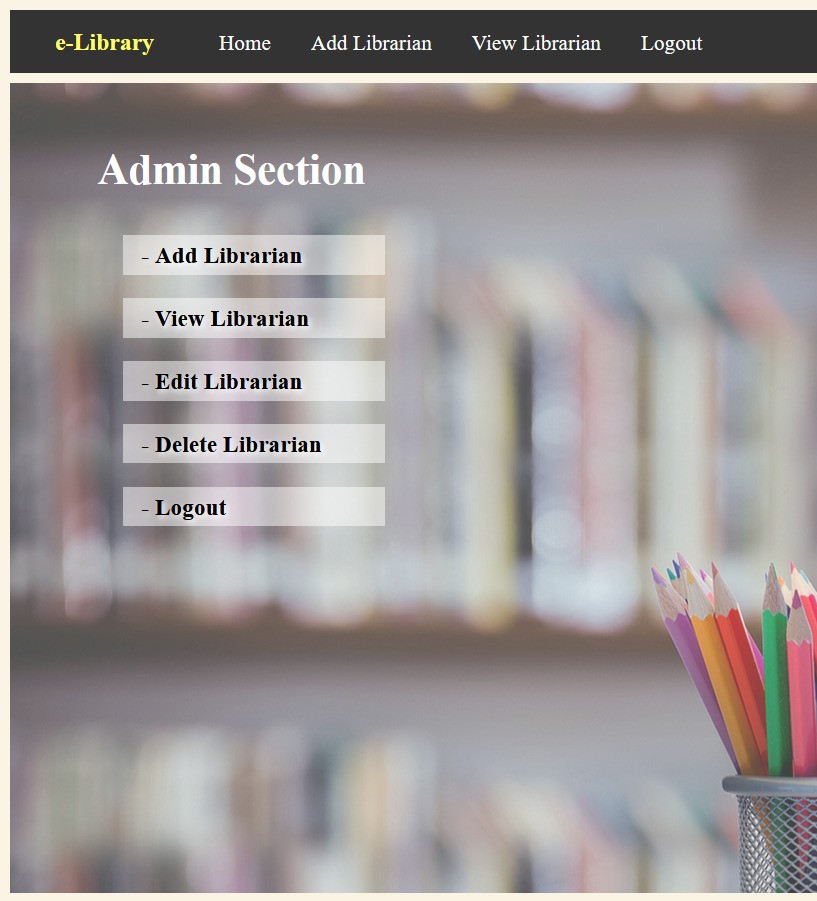 e-Library Home Add Librarian View Librarian Logout
Admin Section
- Add Librarian
- View Librarian
- Edit Librarian
- Delete Librarian
- Logout